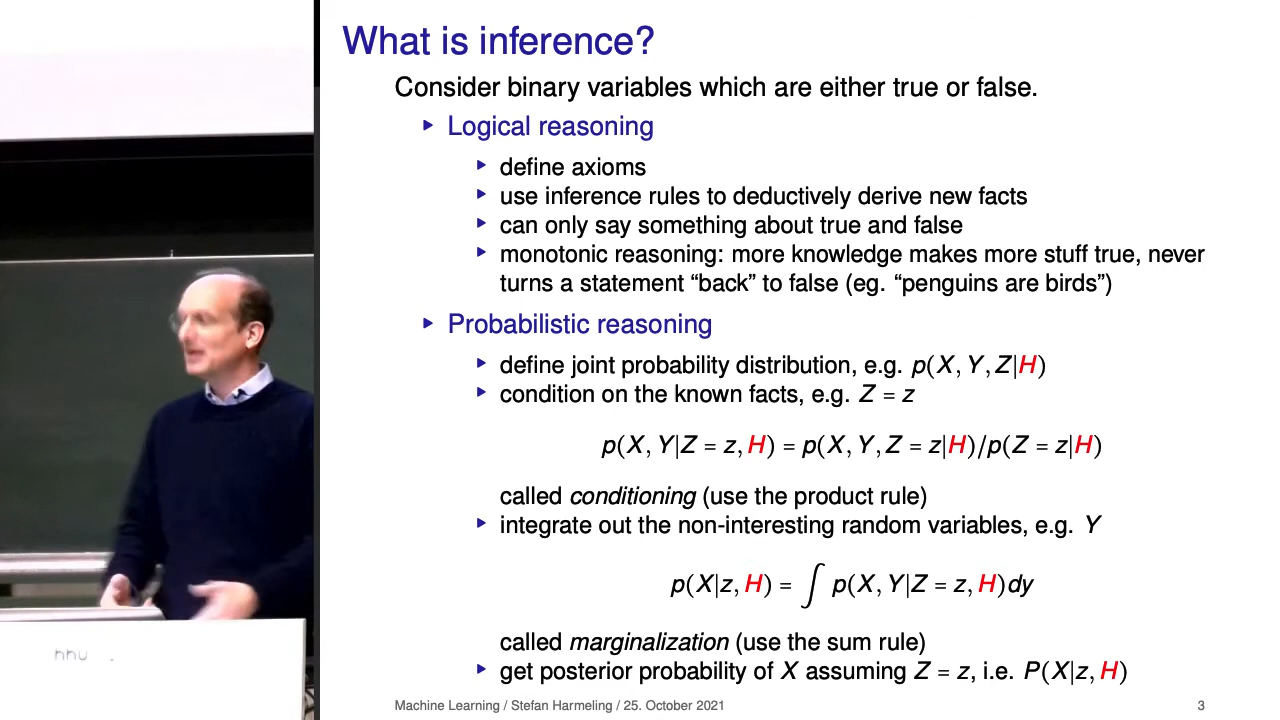 What is inference?
Consider binary variables which are either true or false.
▸ Logical reasoning
▸ define axioms
▸ use inference rules to deductively derive new facts
▸ can only say something about true and false
▸ monotonic reasoning: more knowledge makes more stuff true, never
turns a statement “back” to false (eg. “penguins are birds”)
▸ Probabilistic reasoning
▸ define joint probability distribution, e.g. p(X, Y, Z|H)
▸ condition on the known facts, e.g. Z = z
p(X, Y|Z = z, H) = p(X, Y, Z = z|H)/p(Z = z|H)
called conditioning (use the product rule)
▸ integrate out the non-interesting random variables, e.g. Y
p(X|z, H) = ∫ p(X, Y|Z = z, H)dy
called marginalization (use the sum rule)
▸ get posterior probability of X assuming Z = z, i.e. P(X|z, H)
Machine Learning / Stefan Harmeling / 25. October 2021
3
hhu